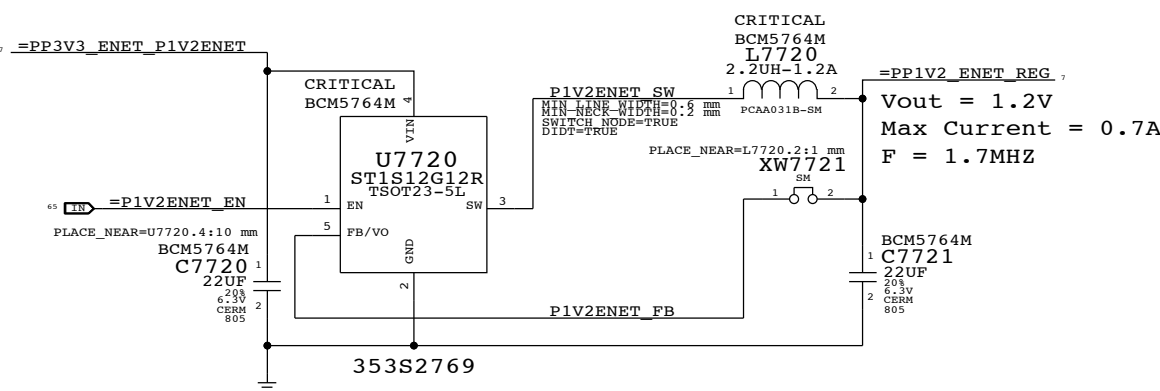 7
=PP3V3_ENET_P1V2ENET
CRITICAL
BCM5764M
4
VIN
U7720
ST1S12G12R
TSOT23-5L
1
EN
5
FB/VO
GND
2
SW
3
65
IN
=P1V2ENET_EN
PLACE_NEAR=U7720.4:10 mm
BCM5764M
C7720
1
22UF
20%
6.3V
CERM
805
2
353S2769
P1V2ENET_SW
MIN_LINE_WIDTH=0.6 mm
MIN_NECK_WIDTH=0.2 mm
SWITCH_NODE=TRUE
DIDT=TRUE
CRITICAL
BCM5764M
L7720
2.2UH-1.2A
1
2
PCAA031B-SM
=PP1V2_ENET_REG
7
Vout = 1.2V
Max Current = 0.7A
F = 1.7MHZ
PLACE_NEAR=L7720.2:1 mm
XW7721
SM
1
2
P1V2ENET_FB
BCM5764M
1
C7721
22UF
20%
6.3V
2
CERM
805